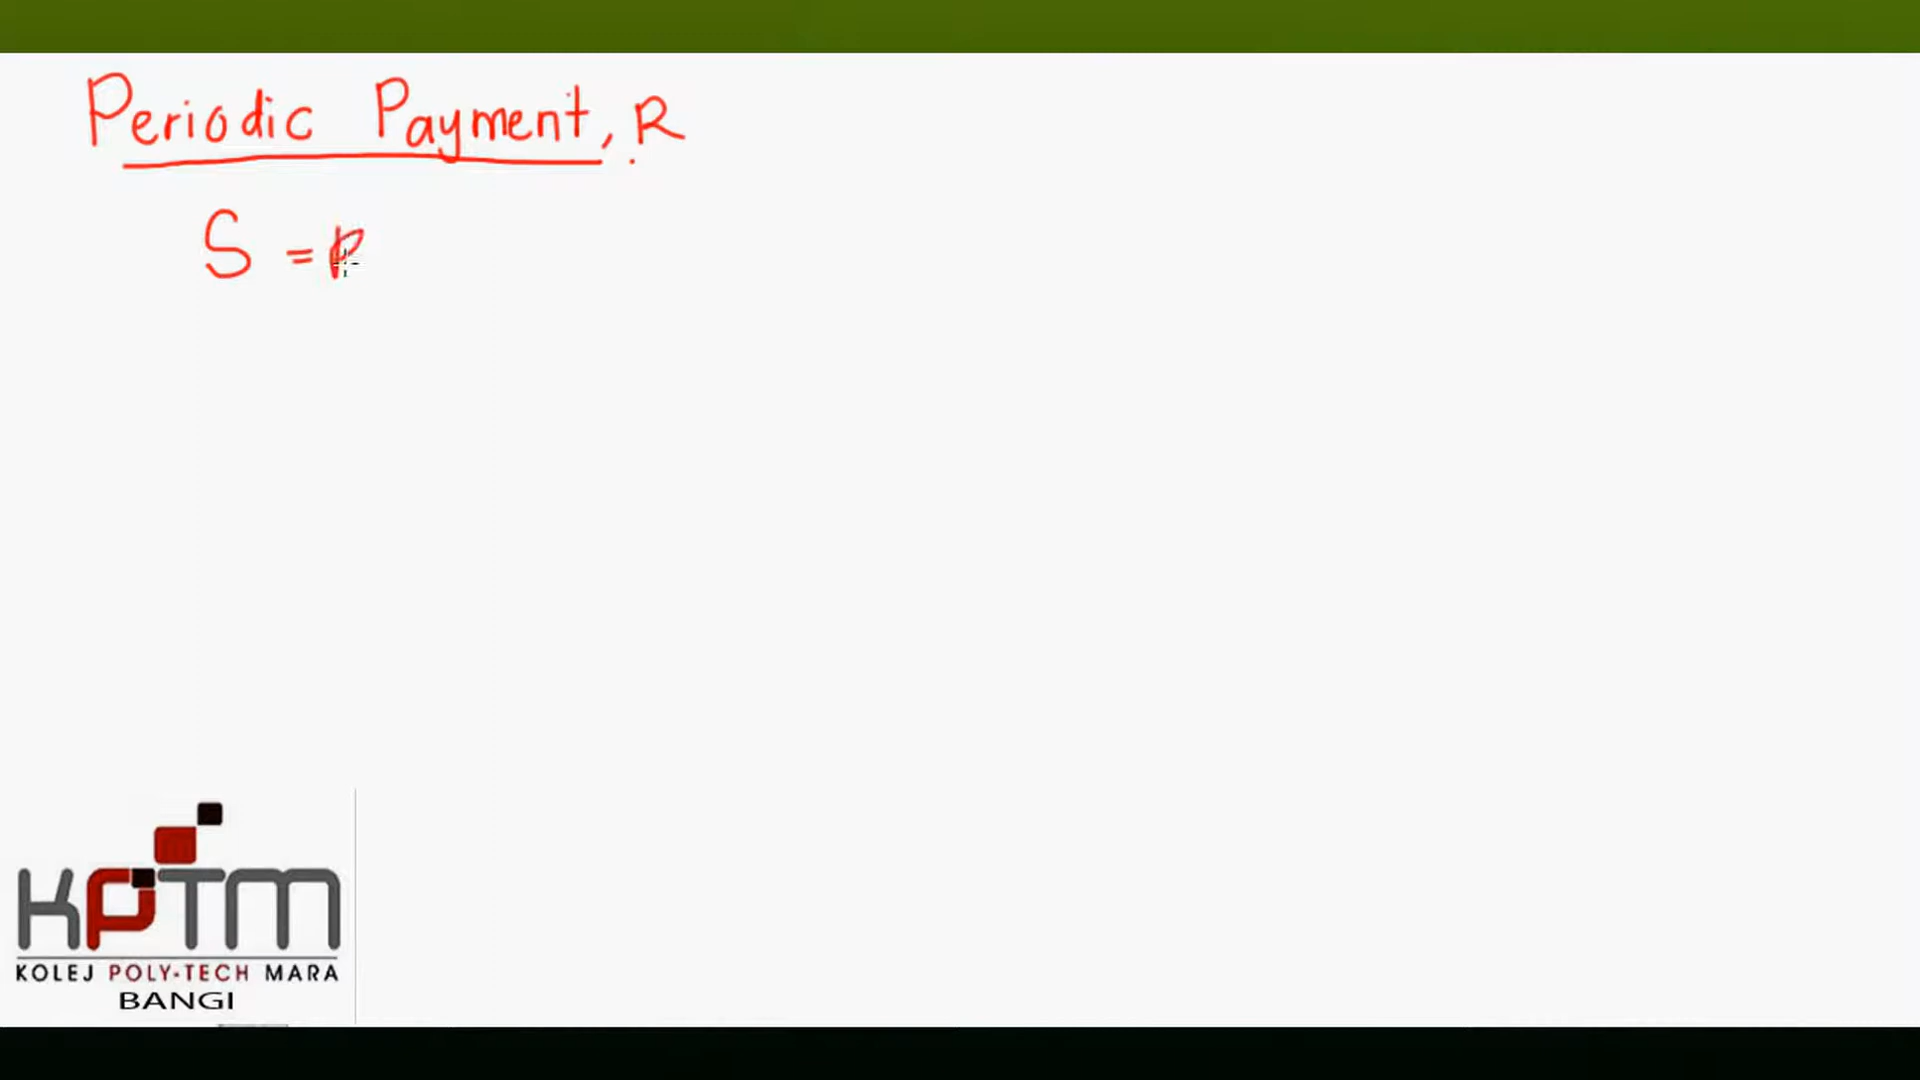 Periodic Payment, R
S =
KPTM
KOLEJ POLY-TECH MARA
BANGI